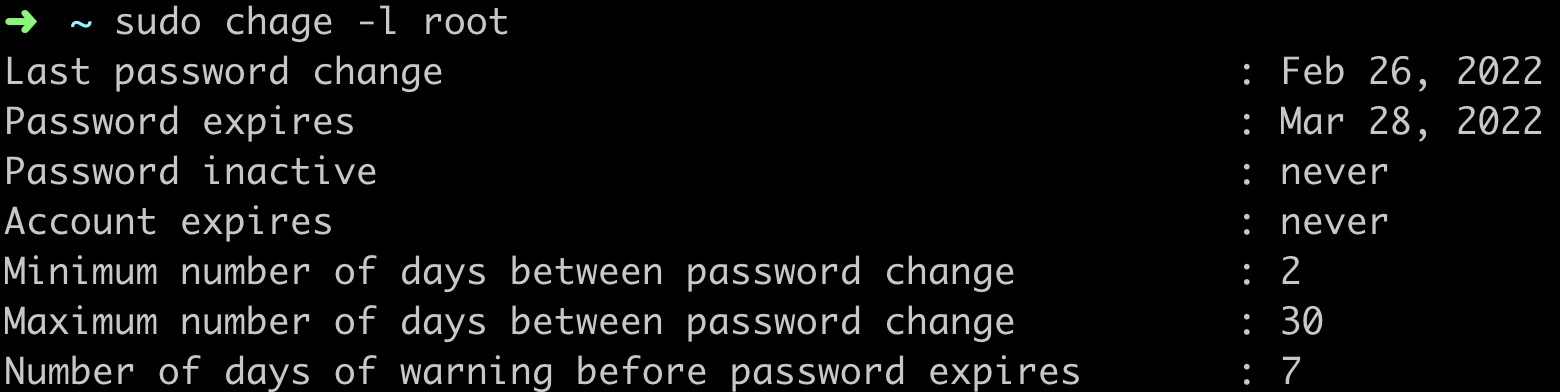 ➜ ~ sudo chage -l root
Last password change : Feb 26, 2022
Password expires : Mar 28, 2022
Password inactive : never
Account expires : never
Minimum number of days between password change : 2
Maximum number of days between password change : 30
Number of days of warning before password expires : 7